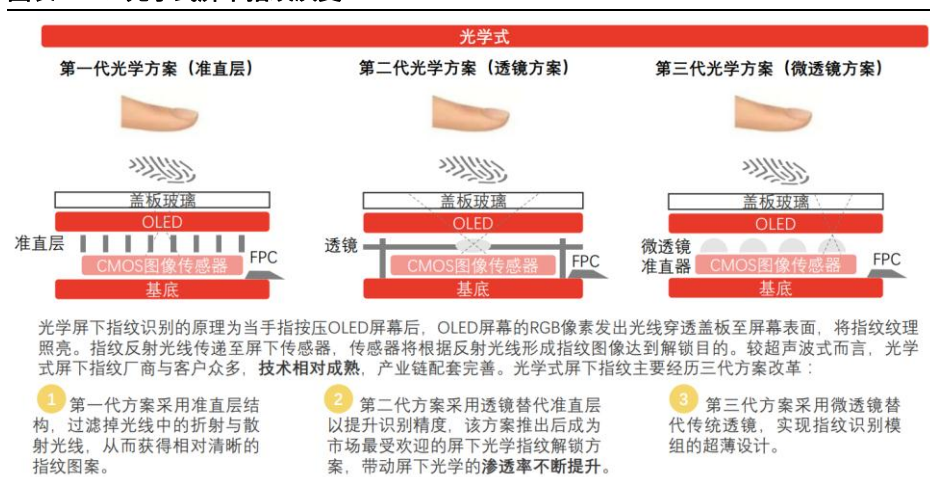 光学式
第一代光学方案（准直层）
第二代光学方案（透镜方案）
第三代光学方案（微透镜方案）
盖板玻璃
OLED
准直层
CMOS图像传感器
FPC
基底
盖板玻璃
OLED
透镜
CMOS图像传感器
FPC
基底
盖板玻璃
OLED
微透镜
准直器
CMOS图像传感器
FPC
基底
光学屏下指纹识别的原理为当手指按压OLED屏幕后，OLED屏幕的RGB像素发出光线穿透盖板至屏幕表面，将指纹纹理
照亮。指纹反射光线传递至屏下传感器，传感器将根据反射光线形成指纹图像达到解锁目的。较超声波式而言，光学
式屏下指纹厂商与客户众多，技术相对成熟，产业链配套完善。光学式屏下指纹主要经历三代方案改革：
1 第一代方案采用准直层结
构，过滤掉光线中的折射与散
射光线，从而获得相对清晰的
指纹图案。
2 第二代方案采用透镜替代准直层
以提升识别精度，该方案推出后成为
市场最受欢迎的屏下光学指纹解锁方
案，带动屏下光学的渗透率不断提升。
3 第三代方案采用微透镜替
代传统透镜，实现指纹识别模
组的超薄设计。